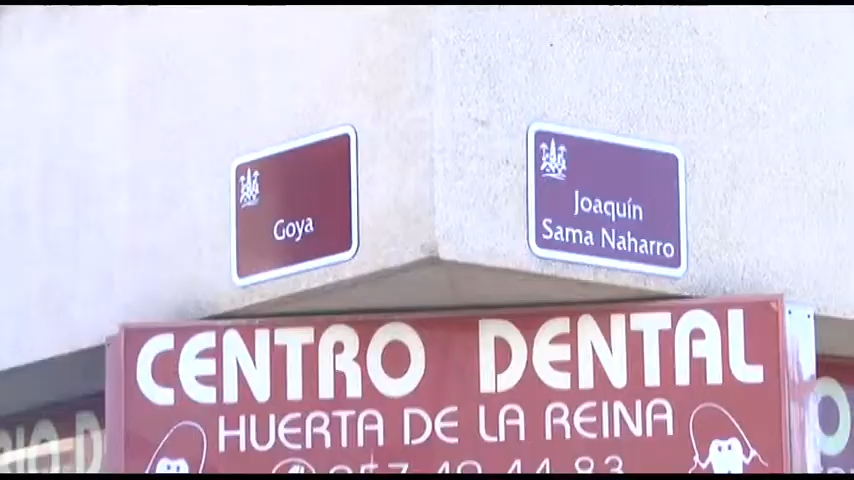 Goya
Joaquín
Sama Naharro
CENTRO DENTAL
HUERTA DE LA REINA